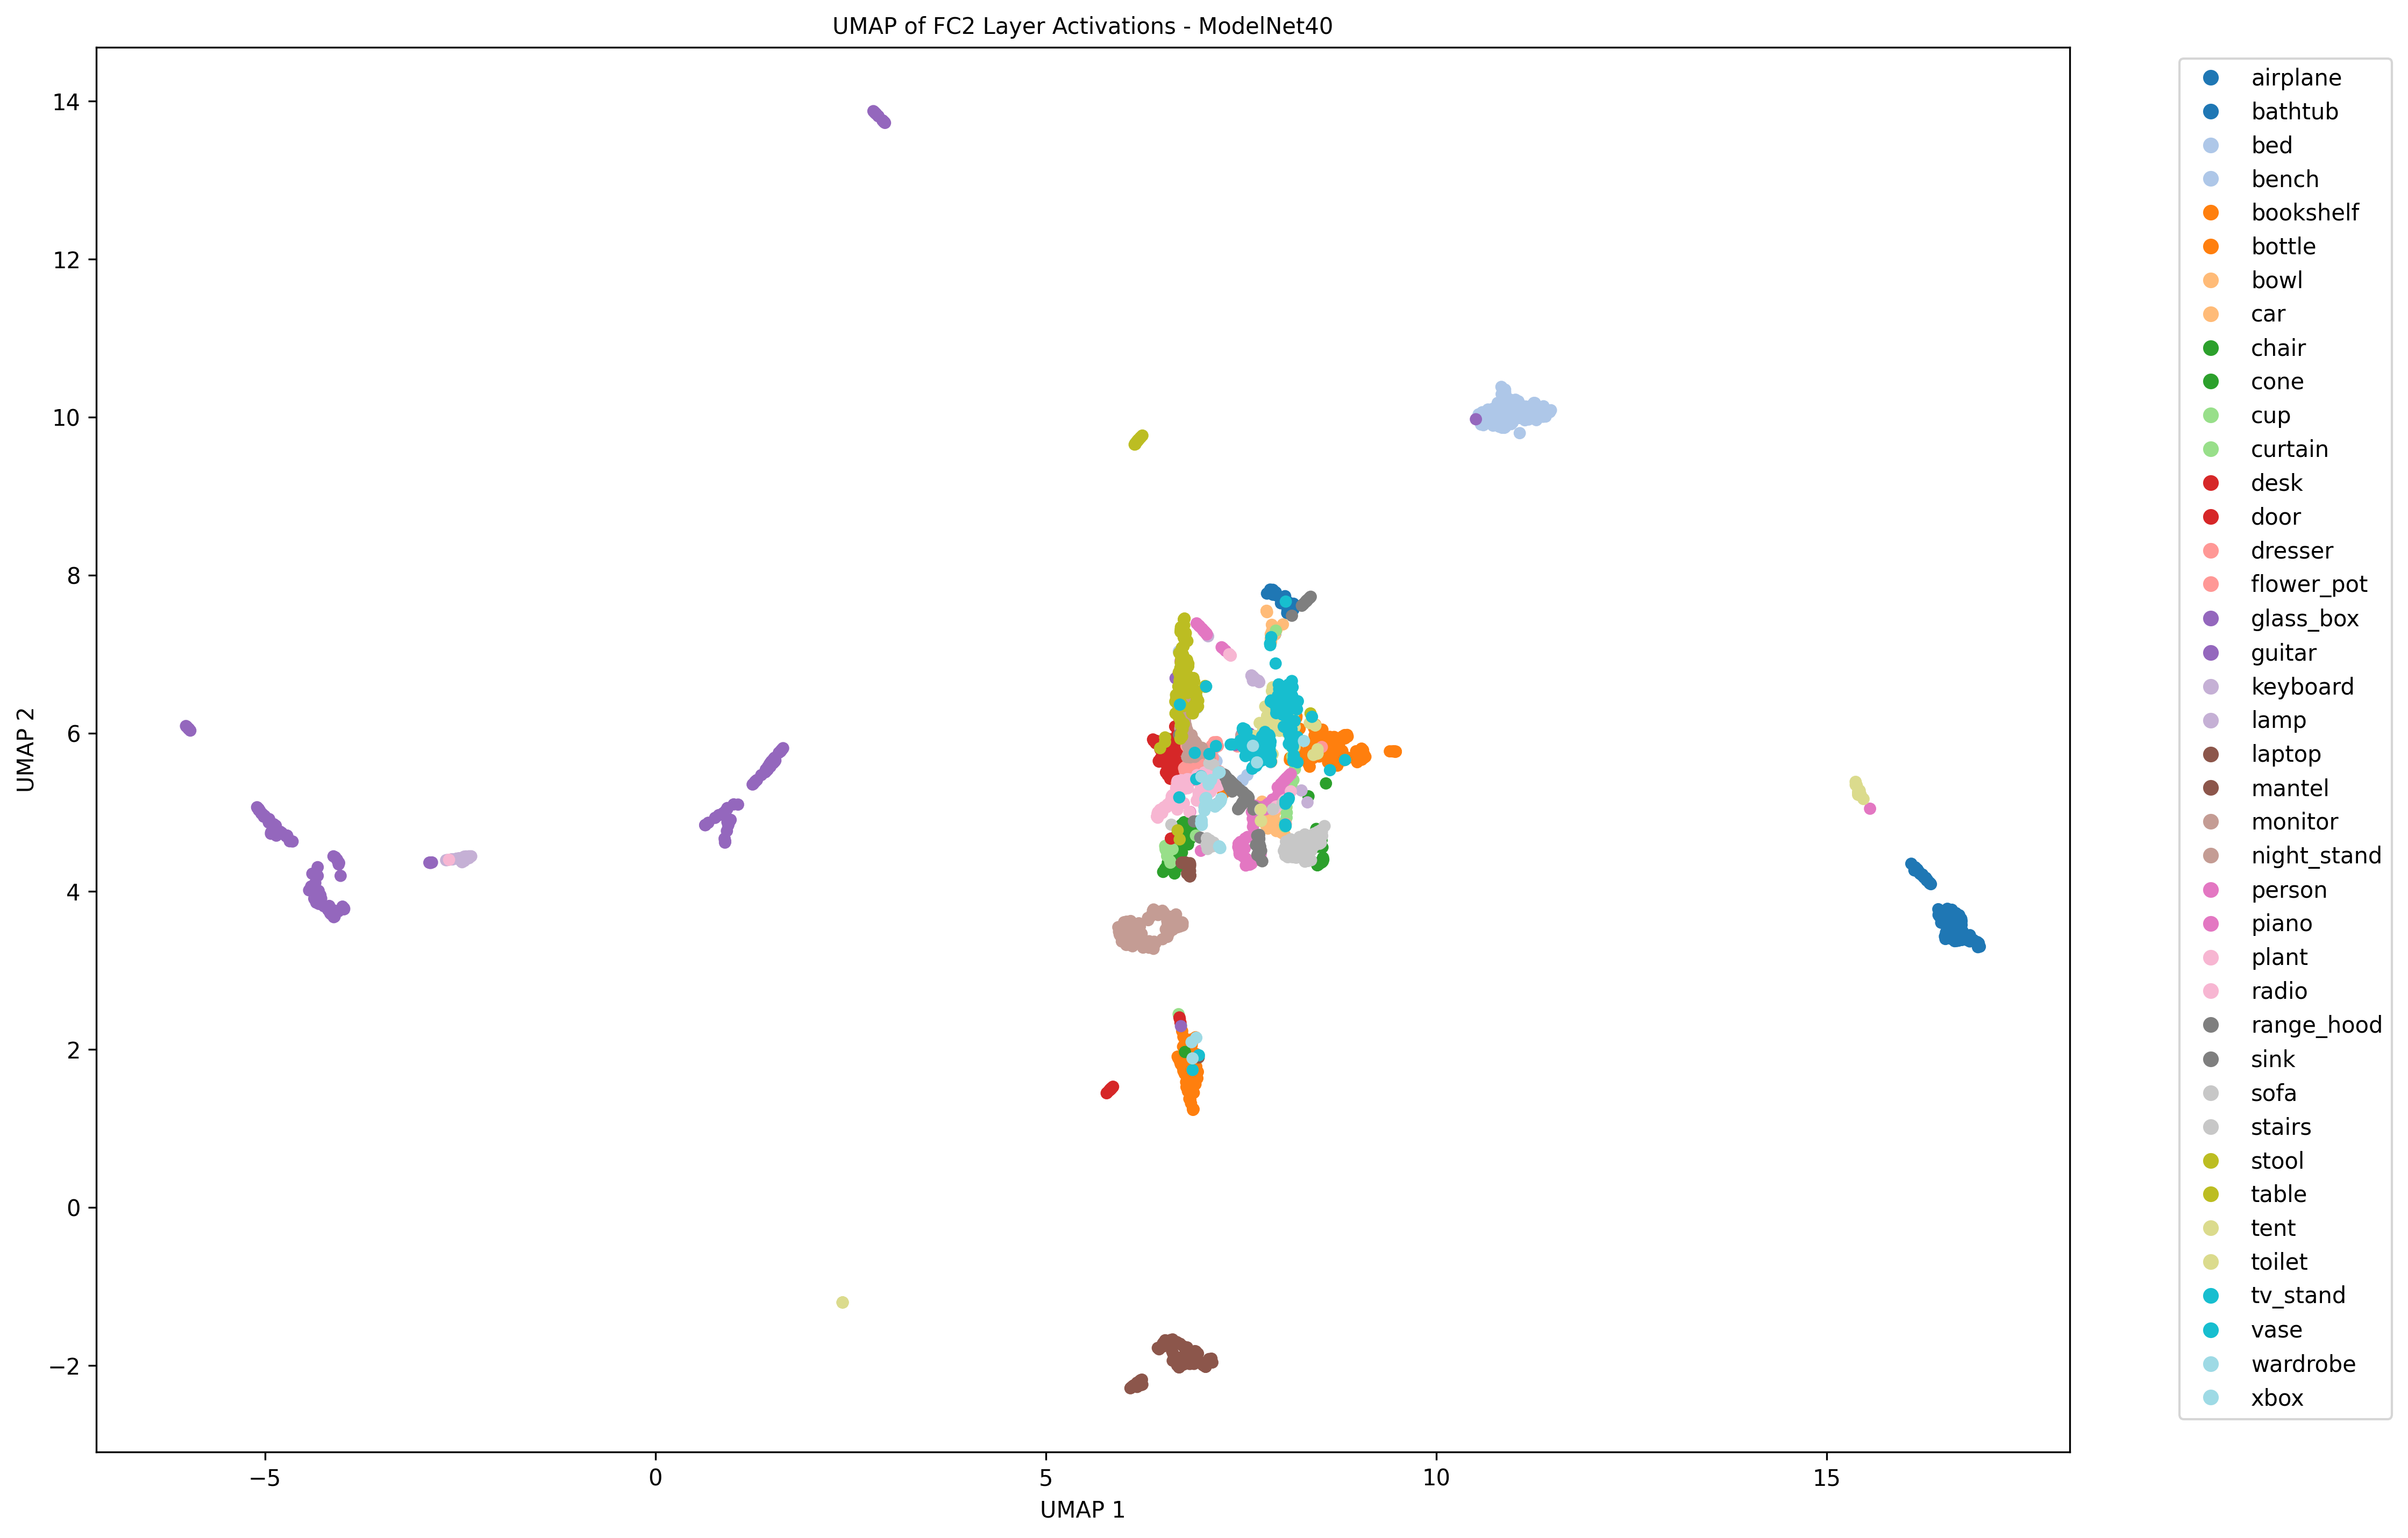 UMAP of FC2 Layer Activations - ModelNet40
14
12
10
8
6
4
2
0
−2
UMAP 2
−5
0
5
10
15
UMAP 1
airplane
bathtub
bed
bench
bookshelf
bottle
bowl
car
chair
cone
cup
curtain
desk
door
dresser
flower_pot
glass_box
guitar
keyboard
lamp
laptop
mantel
monitor
night_stand
person
piano
plant
radio
range_hood
sink
sofa
stairs
stool
table
tent
toilet
tv_stand
vase
wardrobe
xbox